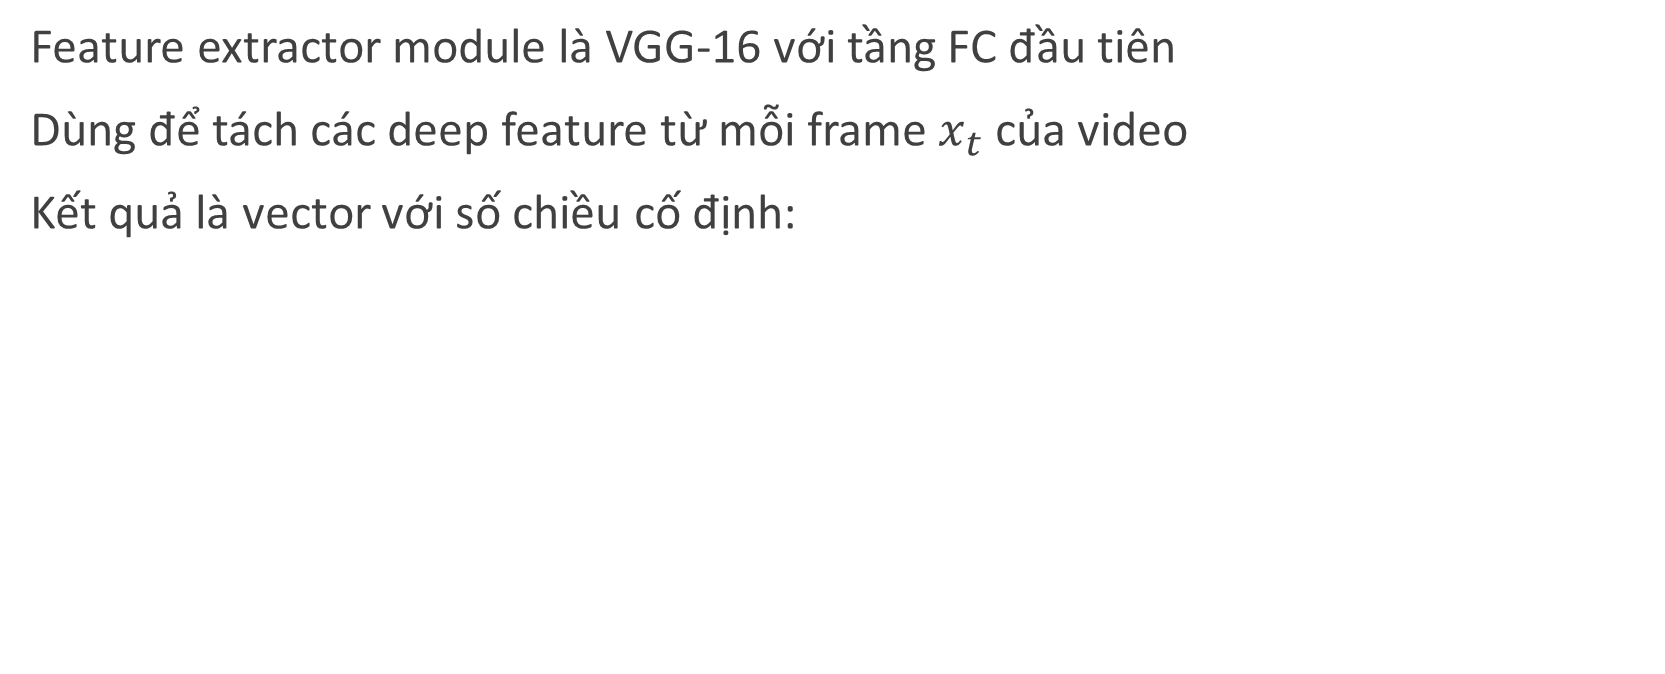 Feature extractor module là VGG-16 với tầng FC đầu tiên
Dùng để tách các deep feature từ mỗi frame 𝑥𝑡 của video
Kết quả là vector với số chiều cố định: